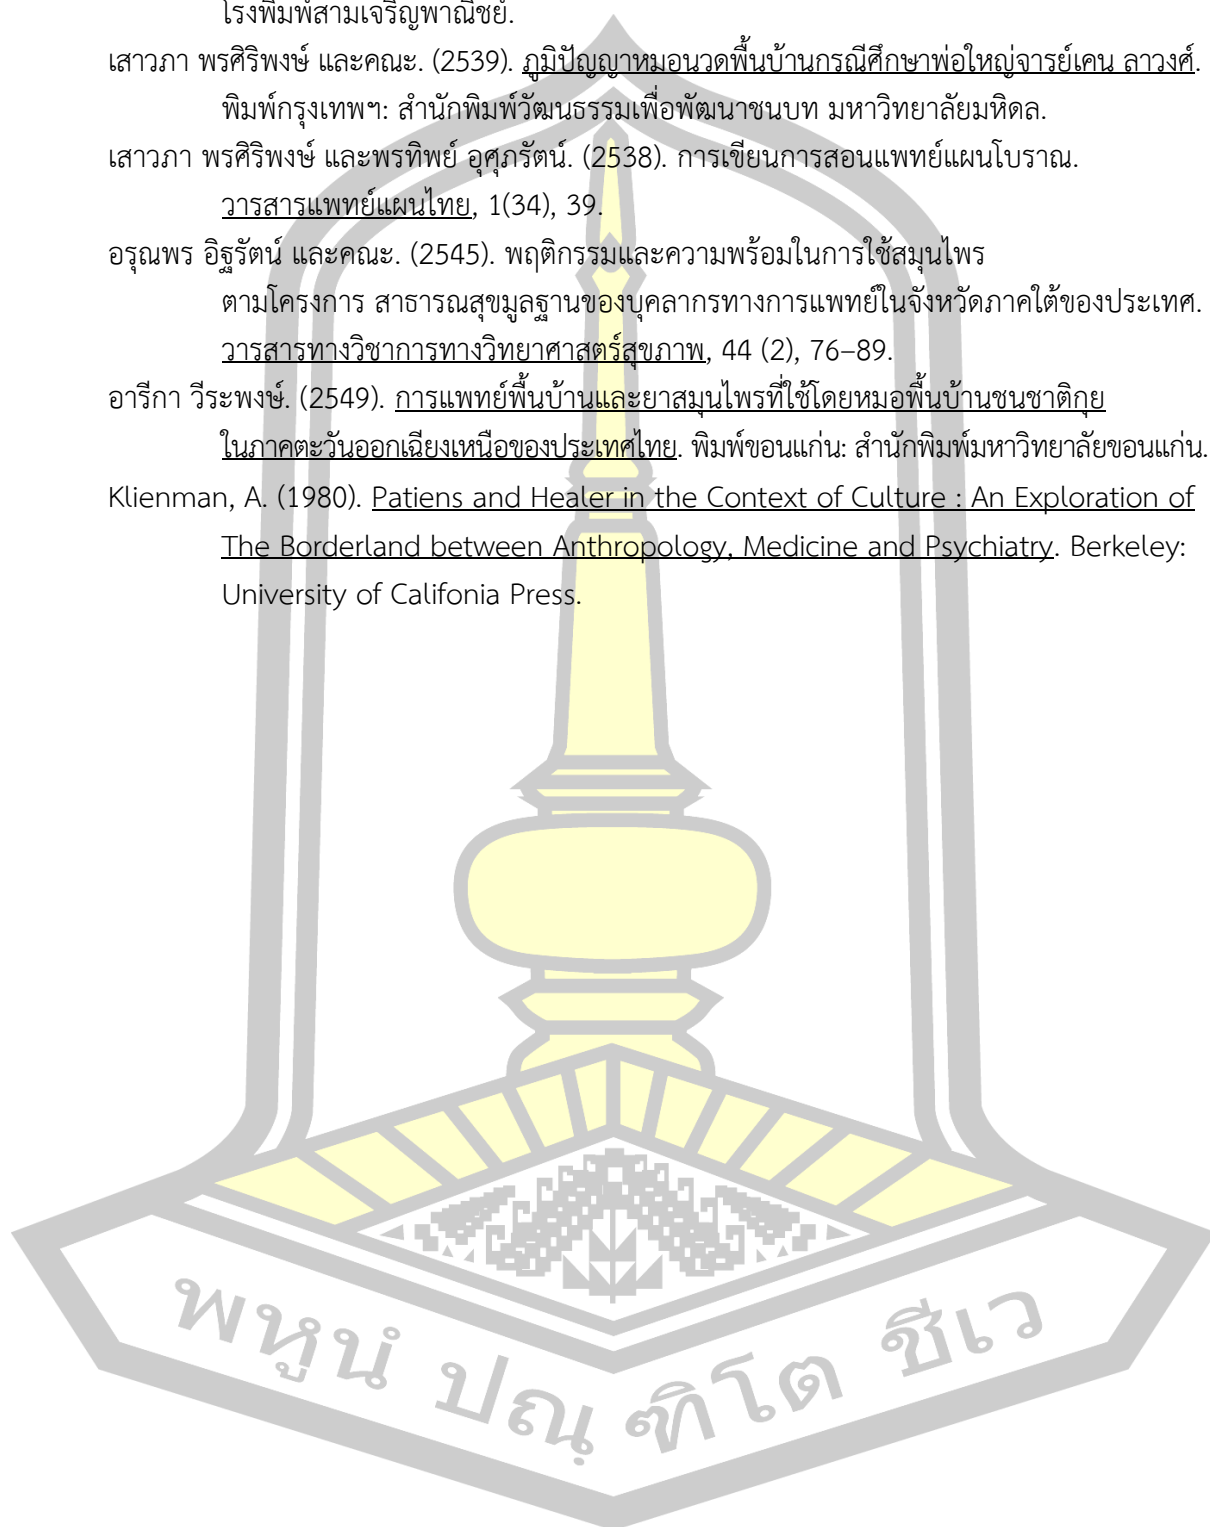 โรงพิมพ์สามเจริญพาณิชย์.
เสาวภา พรศิริพงษ์ และคณะ. (2539). ภูมิปัญญาหมอนวดพื้นบ้านกรณีศึกษาพ่อใหญ่จารย์เคน ลาวงศ์.
พิมพ์กรุงเทพฯ: สำนักพิมพ์วัฒนธรรมเพื่อพัฒนาชนบท มหาวิทยาลัยมหิดล.
เสาวภา พรศิริพงษ์ และพรทิพย์ อุศุภรัตน์. (2538). การเขียนการสอนแพทย์แผนโบราณ.
วารสารแพทย์แผนไทย, 1(34), 39.
อรุณพร อิฐรัตน์ และคณะ. (2545). พฤติกรรมและความพร้อมในการใช้สมุนไพร
ตามโครงการ สาธารณสุขมูลฐานของบุคลากรทางการแพทย์ในจังหวัดภาคใต้ของประเทศ.
วารสารทางวิชาการทางวิทยาศาสตร์สุขภาพ, 44 (2), 76–89.
อารีกา วีระพงษ์. (2549). การแพทย์พื้นบ้านและยาสมุนไพรที่ใช้โดยหมอพื้นบ้านชนชาติกุย
ในภาคตะวันออกเฉียงเหนือของประเทศไทย. พิมพ์ขอนแก่น: สำนักพิมพ์มหาวิทยาลัยขอนแก่น.
Klienman, A. (1980). Patiens and Healer in the Context of Culture : An Exploration of
The Borderland between Anthropology, Medicine and Psychiatry. Berkeley:
University of Califonia Press.
พหูนํ ปณฺฑิโต ชีเว